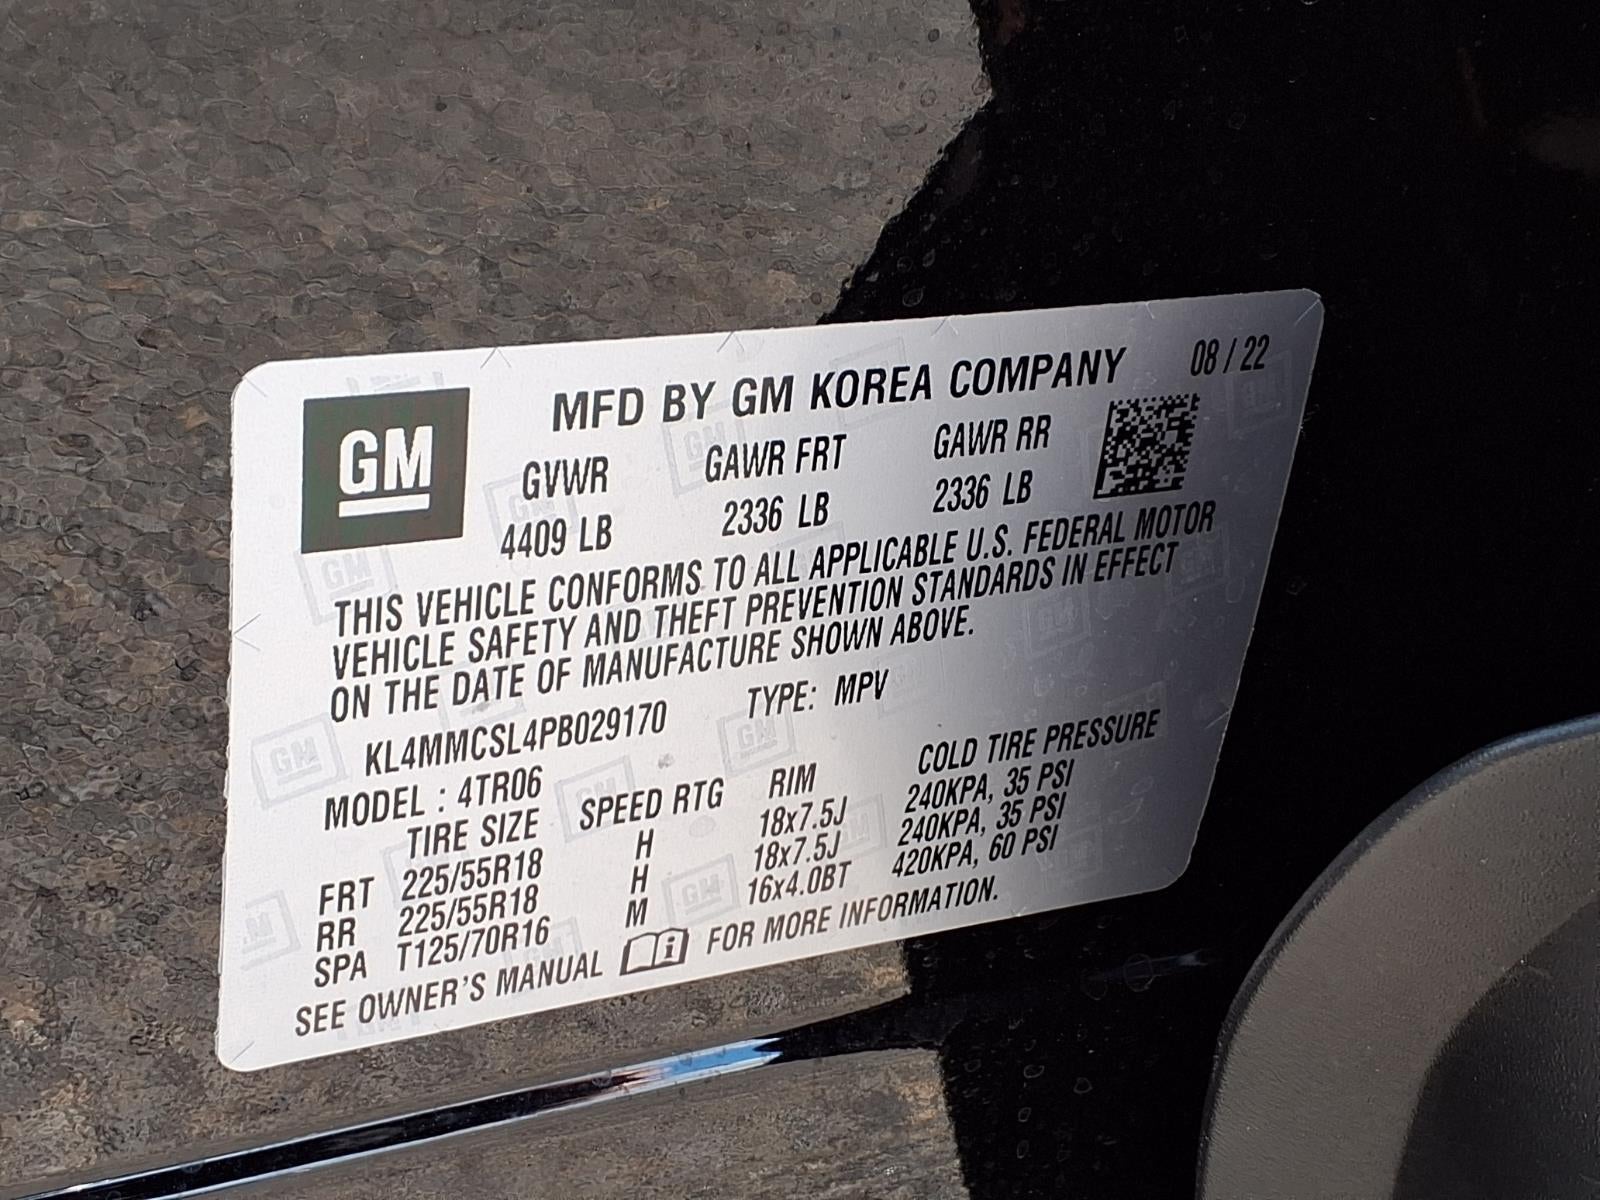 GM
MFD BY GM KOREA COMPANY 08 / 22
GVWR GAWR FRT GAWR RR
4409 LB 2336 LB 2336 LB
THIS VEHICLE CONFORMS TO ALL APPLICABLE U.S. FEDERAL MOTOR
VEHICLE SAFETY AND THEFT PREVENTION STANDARDS IN EFFECT
ON THE DATE OF MANUFACTURE SHOWN ABOVE.
KL4MMCSL4PB029170 TYPE: MPV
MODEL : 4TR06
TIRE SIZE SPEED RTG RIM COLD TIRE PRESSURE
FRT 225/55R18 H 18x7.5J 240KPA, 35 PSI
RR 225/55R18 H 18x7.5J 240KPA, 35 PSI
SPA T125/70R16 M 16x4.0BT 420KPA, 60 PSI
SEE OWNER'S MANUAL FOR MORE INFORMATION.